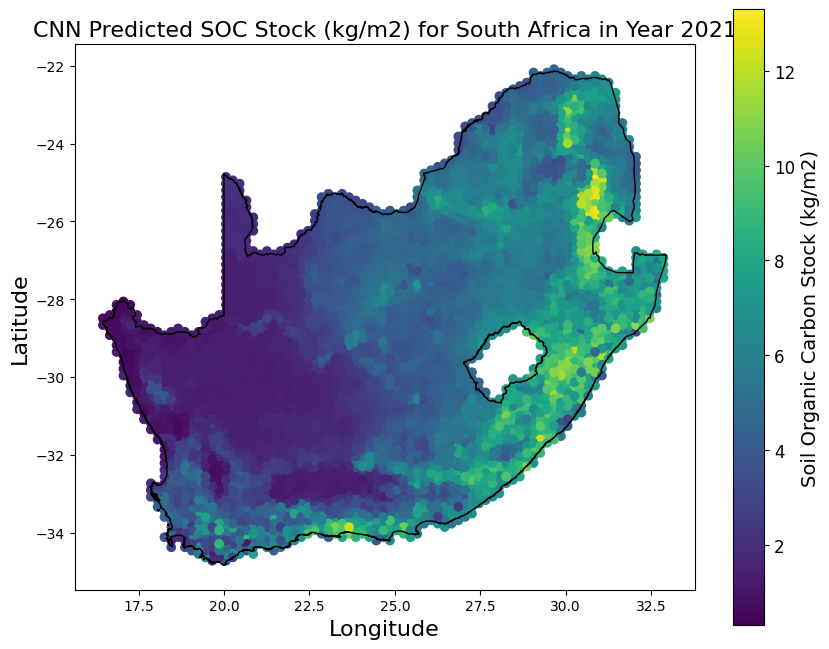 CNN Predicted SOC Stock (kg/m2) for South Africa in Year 2021
−22
−24
−26
−28
−30
−32
−34
Latitude
17.5 20.0 22.5 25.0 27.5 30.0 32.5
Longitude
12
10
8
6
4
2
Soil Organic Carbon Stock (kg/m2)